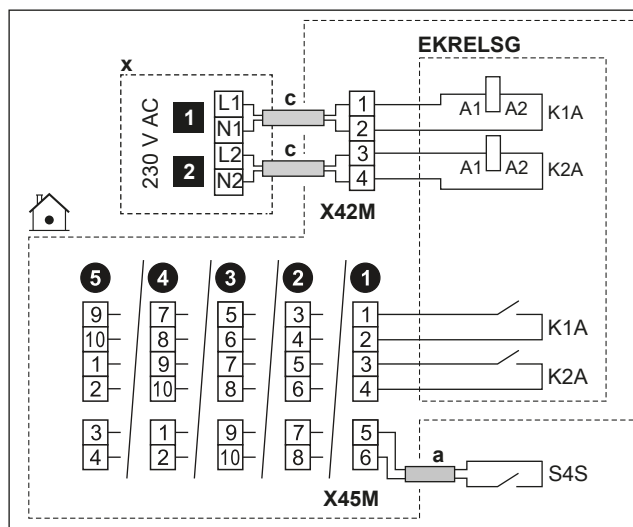 EKRELSG
x
230 V AC
1 L1 c 1 A1 A2 K1A
N1 2
2 L2 c 3 A1 A2 K2A
N2 4
X42M
5 4 3 2 1
9 7 5 3 1 K1A
10 8 6 4 2
1 9 7 5 3 K2A
2 10 8 6 4
3 1 9 7 5 a S4S
4 2 10 8 6
X45M